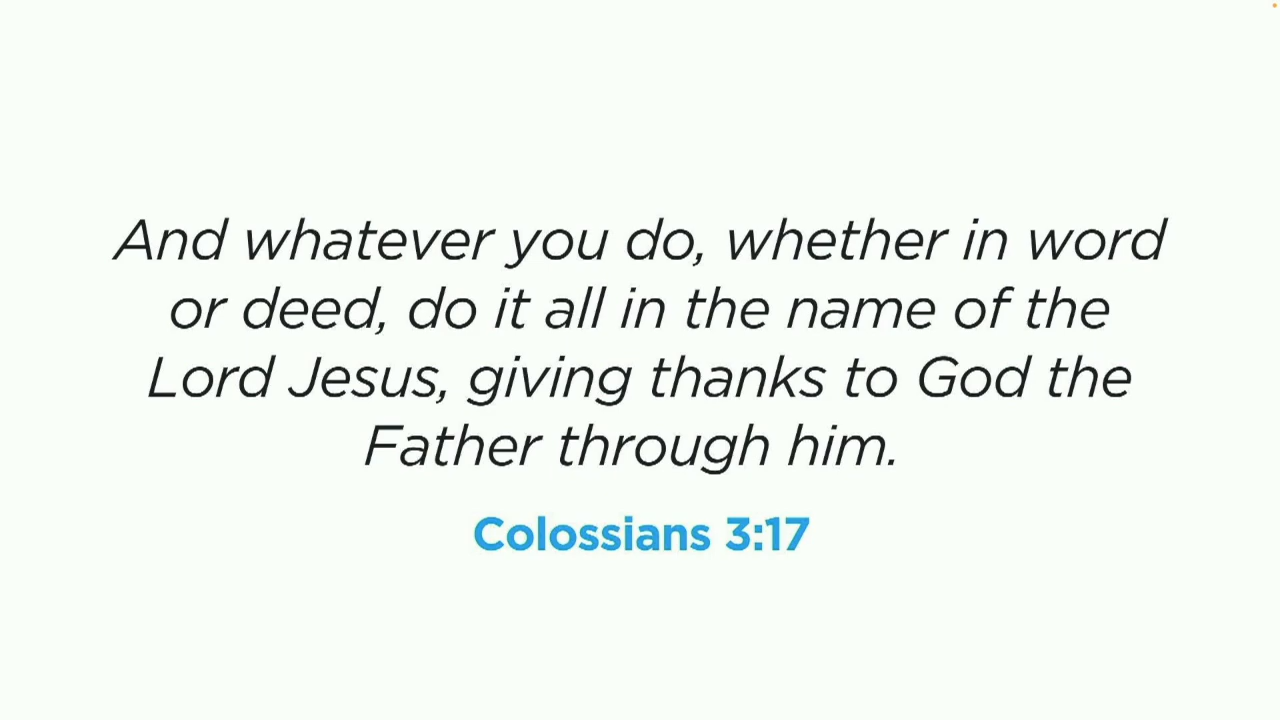 And whatever you do, whether in word
or deed, do it all in the name of the
Lord Jesus, giving thanks to God the
Father through him.
Colossians 3:17